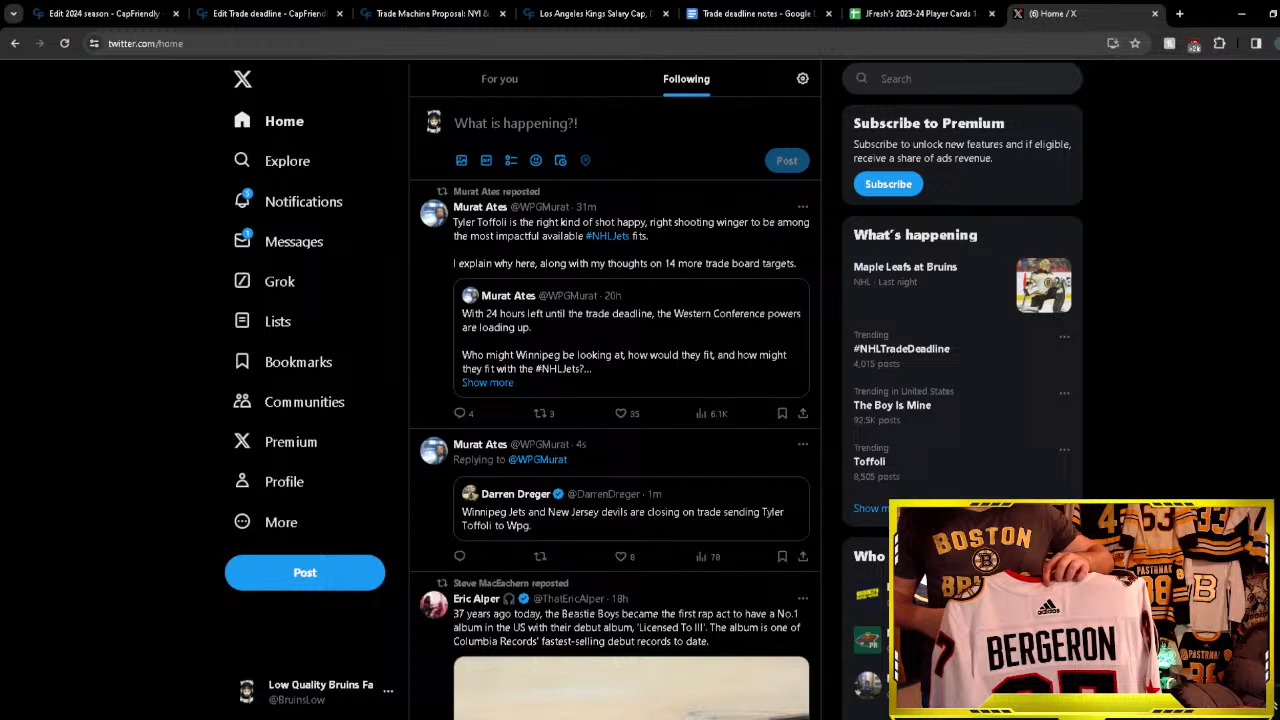 Edit 2024 season - CapFriendly
Edit Trade deadline - CapFriend
Trade Machine Proposal: NYI &
Los Angeles Kings Salary Cap, D
Trade deadline notes - Google D
JFresh's 2023-24 Player Cards 1
(6) Home / X
twitter.com/home
For you
Following
Search
What is happening?!
Post
Home
Explore
5
Notifications
1
Messages
Grok
Lists
Bookmarks
Communities
Premium
Profile
More
Post
Low Quality Bruins Fa
@BruinsLow
Murat Ates reposted
Murat Ates @WPGMurat · 31m
Tyler Toffoli is the right kind of shot happy, right shooting winger to be among
the most impactful available #NHLJets fits.
I explain why here, along with my thoughts on 14 more trade board targets.
Murat Ates @WPGMurat · 20h
With 24 hours left until the trade deadline, the Western Conference powers
are loading up.
Who might Winnipeg be looking at, how would they fit, and how might
they fit with the #NHLJets?...
Show more
4 3 35 6.1K
Murat Ates @WPGMurat · 4s
Replying to @WPGMurat
Darren Dreger @DarrenDreger · 1m
Winnipeg Jets and New Jersey devils are closing on trade sending Tyler
Toffoli to Wpg.
8 78
Steve MacEachern reposted
Eric Alper @ThatEricAlper · 18h
37 years ago today, the Beastie Boys became the first rap act to have a No.1
album in the US with their debut album, 'Licensed To Ill'. The album is one of
Columbia Records' fastest-selling debut records to date.
Subscribe to Premium
Subscribe to unlock new features and if eligible,
receive a share of ads revenue.
Subscribe
What's happening
Maple Leafs at Bruins
NHL · Last night
Trending
#NHLTradeDeadline
4,015 posts
Trending in United States
The Boy Is Mine
92.5K posts
Trending
Toffoli
8,505 posts
Show m
Who
BOSTON
B
BERGERON
adidas
PASTRNAK
PASTRNAK
63
33